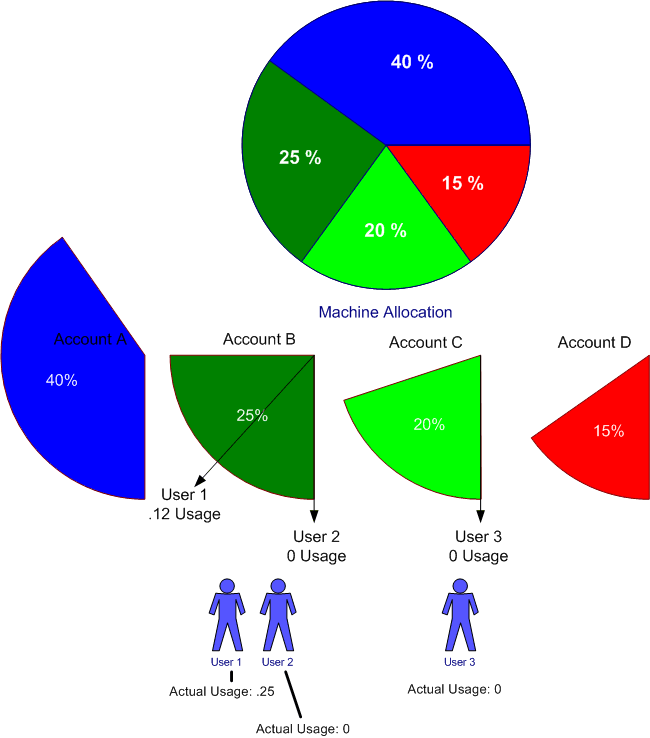 40 %
25 %
15 %
20 %
Machine Allocation
Account A
Account B
Account C
Account D
40%
25%
20%
15%
User 1
.12 Usage
User 2
0 Usage
User 3
0 Usage
User 1
User 2
User 3
Actual Usage: .25
Actual Usage: 0
Actual Usage: 0